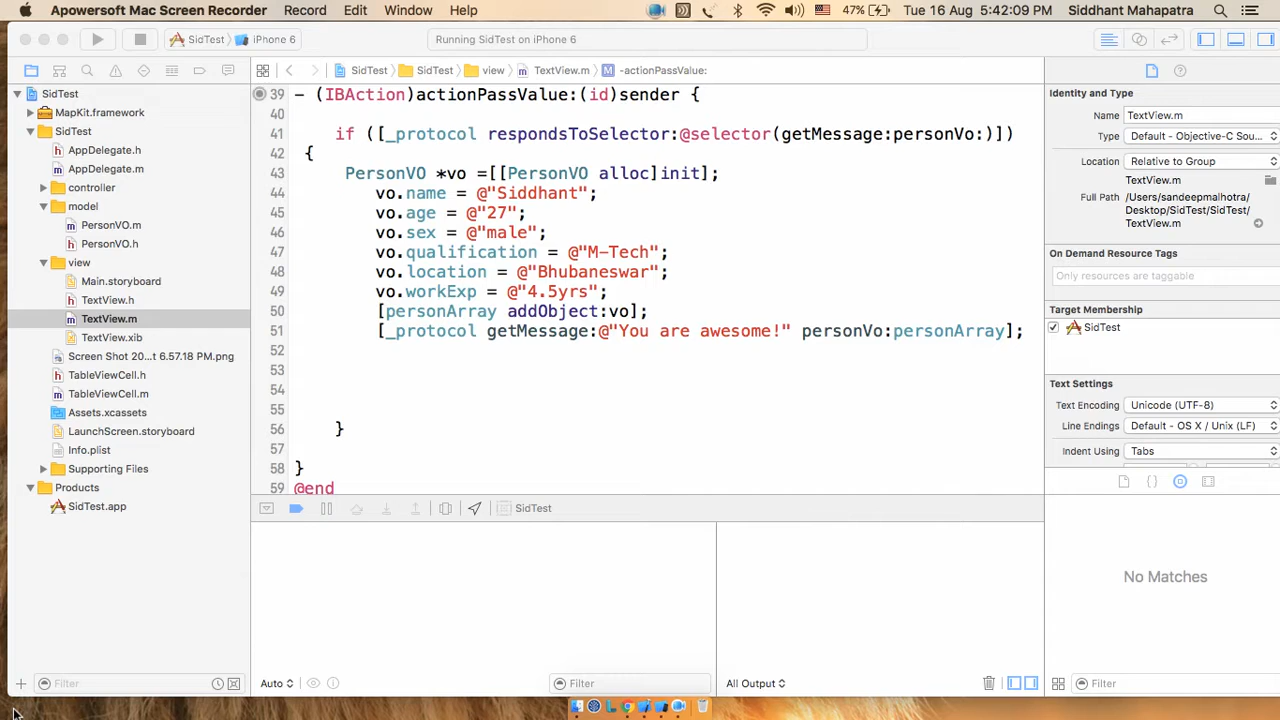 Apowersoft Mac Screen Recorder Record Edit Window Help 47% Tue 16 Aug 5:42:09 PM Siddhant Mahapatra
SidTest iPhone 6 Running SidTest on iPhone 6
SidTest SidTest view TextView.m M -actionPassValue:
SidTest
MapKit.framework
SidTest
AppDelegate.h
AppDelegate.m
controller
model
PersonVO.m
PersonVO.h
view
Main.storyboard
TextView.h
TextView.m
TextView.xib
Screen Shot 20...t 6.57.18 PM.png
TableViewCell.h
TableViewCell.m
Assets.xcassets
LaunchScreen.storyboard
Info.plist
Supporting Files
Products
SidTest.app
Filter
39 - (IBAction)actionPassValue:(id)sender {
40
41 if ([_protocol respondsToSelector:@selector(getMessage:personVo:)])
42 {
43 PersonVO *vo =[[PersonVO alloc]init];
44 vo.name = @"Siddhant";
45 vo.age = @"27";
46 vo.sex = @"male";
47 vo.qualification = @"M-Tech";
48 vo.location = @"Bhubaneswar";
49 vo.workExp = @"4.5yrs";
50 [personArray addObject:vo];
51 [_protocol getMessage:@"You are awesome!" personVo:personArray];
52
53
54
55
56 }
57
58 }
59 @end
SidTest
Auto Filter All Output
Identity and Type
Name TextView.m
Type Default - Objective-C Sou...
Location Relative to Group
TextView.m
Full Path /Users/sandeepmalhotra/
Desktop/SidTest/SidTest/
TextView.m
On Demand Resource Tags
Only resources are taggable
Target Membership
SidTest
Text Settings
Text Encoding Unicode (UTF-8)
Line Endings Default - OS X / Unix (LF)
Indent Using Tabs
No Matches
Filter